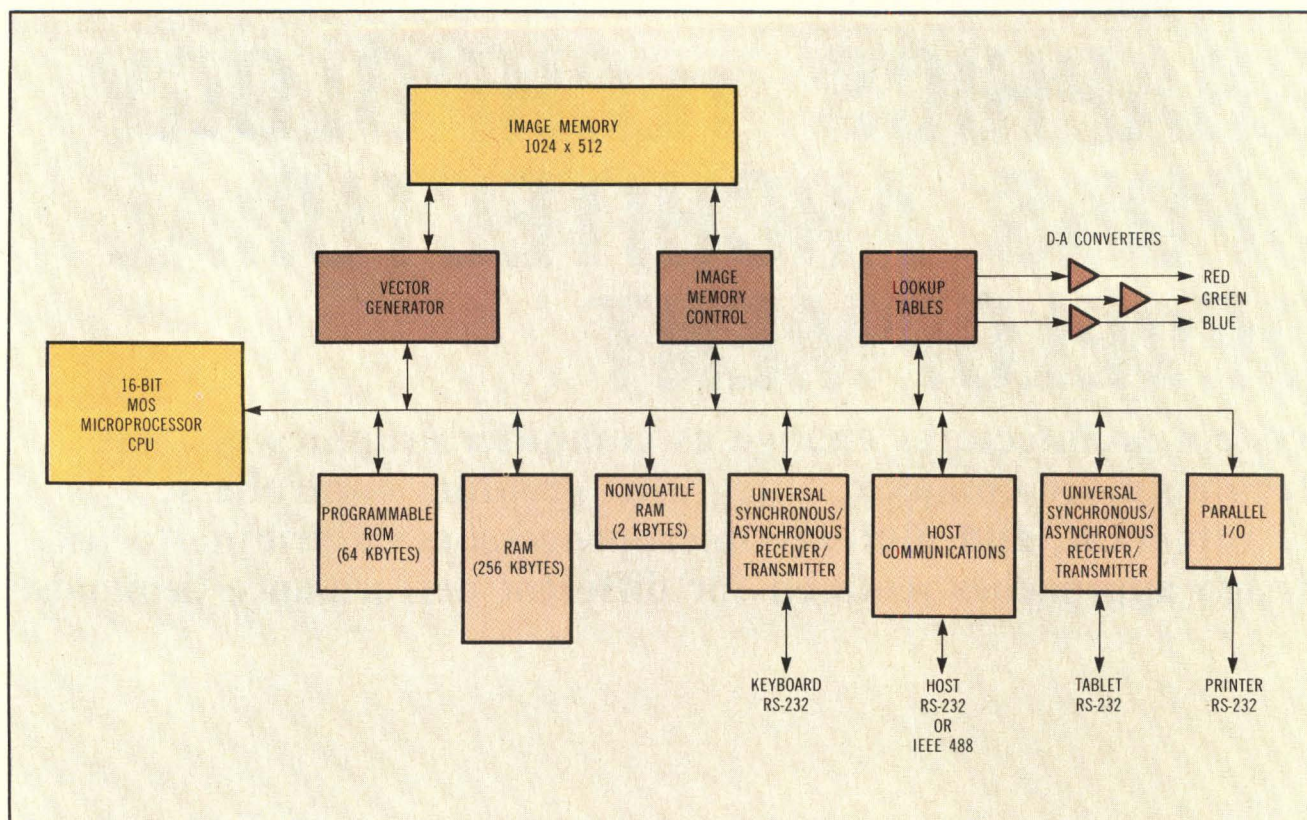 IMAGE MEMORY
1024 x 512
D-A CONVERTERS
VECTOR
GENERATOR
IMAGE
MEMORY
CONTROL
LOOKUP
TABLES
RED
GREEN
BLUE
16-BIT
MOS
MICROPROCESSOR
CPU
PROGRAMMABLE
ROM
(64 KBYTES)
RAM
(256 KBYTES)
NONVOLATILE
RAM
(2 KBYTES)
UNIVERSAL
SYNCHRONOUS/
ASYNCHRONOUS
RECEIVER/
TRANSMITTER
HOST
COMMUNICATIONS
UNIVERSAL
SYNCHRONOUS/
ASYNCHRONOUS
RECEIVER/
TRANSMITTER
PARALLEL
I/O
KEYBOARD
RS-232
HOST
RS-232
OR
IEEE 488
TABLET
RS-232
PRINTER
RS-232